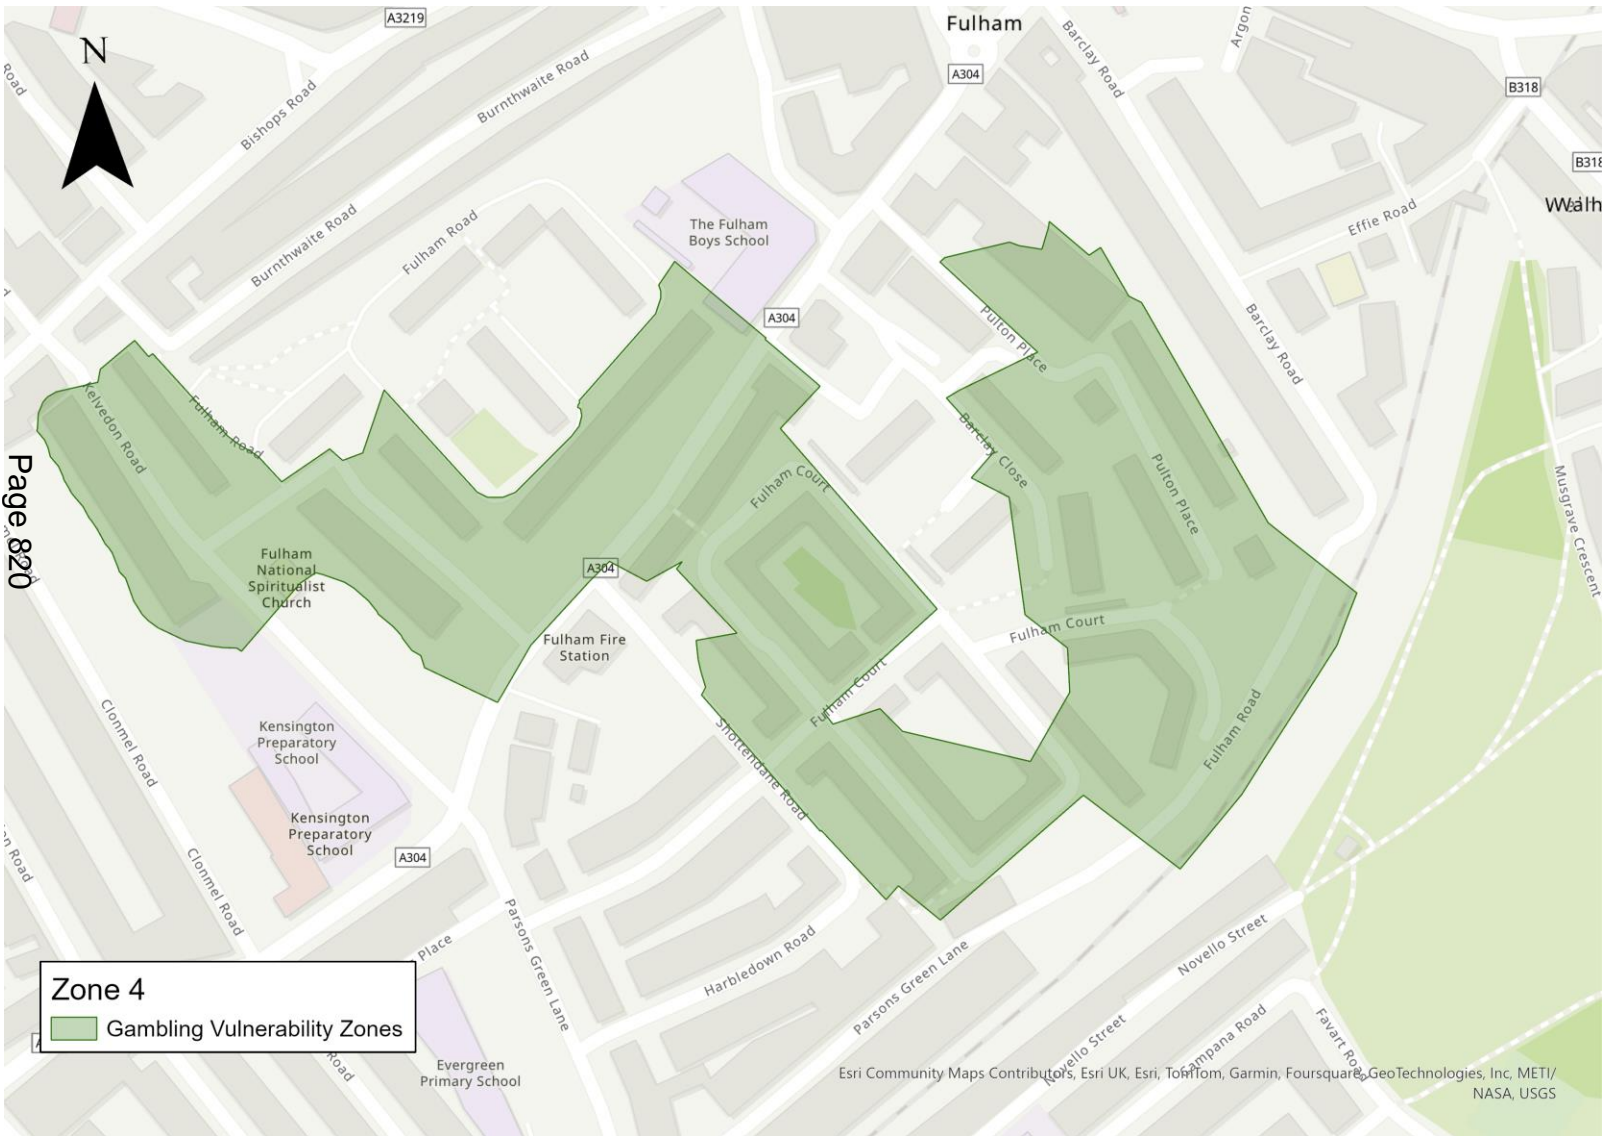 A3219
Fulham
N
A304
Barclay Road
Argon
B318
Road
Bishops Road
Burnthwaite Road
B318
Walh
Effie Road
The Fulham
Boys School
Fulham Road
Burnthwaite Road
A304
Pulton Place
Barclay Road
Kelvedon Road
Fulham Road
Barclay Close
Pulton Place
Fulham Court
Musgrave Crescent
Page 820
Road
Fulham
National
Spiritualist
Church
A304
Fulham Fire
Station
Fulham Court
Fulham Court
Fulham Road
Clonmel Road
Kensington
Preparatory
School
Shottendane Road
Kensington
Preparatory
School
A304
Road
Clonmel Road
Parsons Green Lane
Place
Harbledown Road
Parsons Green Lane
Novello Street
Zone 4
Gambling Vulnerability Zones
Novello Street
Favart Road
Road
Evergreen
Primary School
Esri Community Maps Contributors, Esri UK, Esri, TomTom, Garmin, Foursquare, GeoTechnologies, Inc, METI/
NASA, USGS